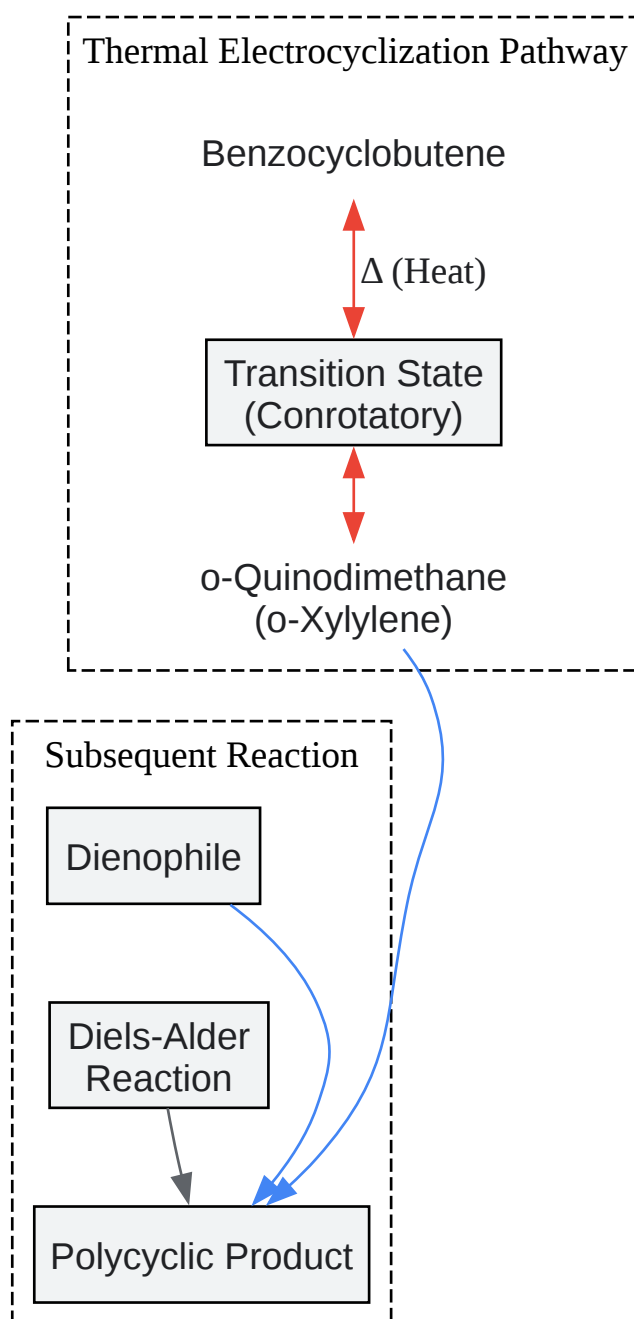 Thermal Electrocyclization Pathway
Benzocyclobutene
Δ (Heat)
Transition State
(Conrotatory)
o-Quinodimethane
(o-Xylylene)
Subsequent Reaction
Dienophile
Diels-Alder
Reaction
Polycyclic Product